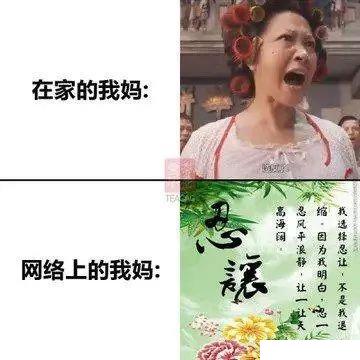 在家的我妈:
TEASAC
网络上的我妈:
忍讓
我选择忍让，不是我退
缩。因为我明白，忍一
忍风平浪静，让一让天
高海阔。